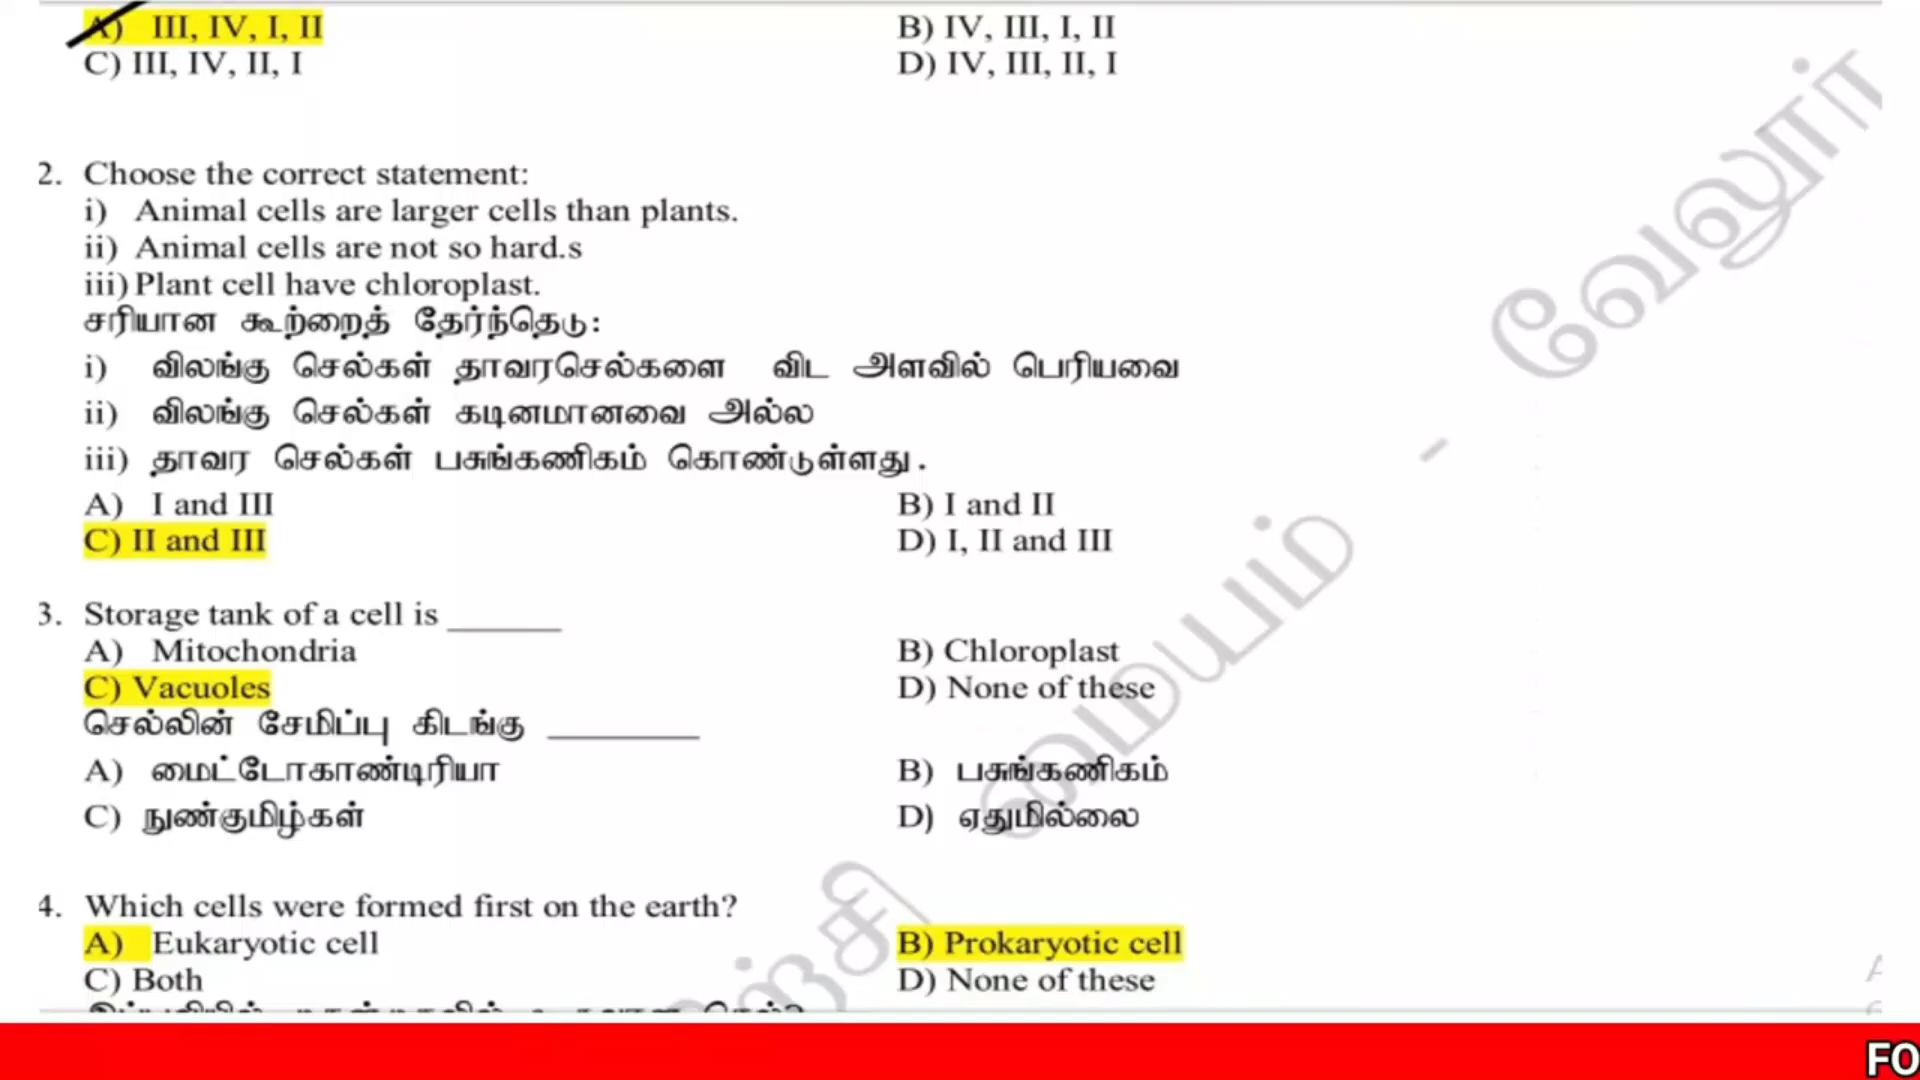 A) III, IV, I, II B) IV, III, I, II
C) III, IV, II, I D) IV, III, II, I
2. Choose the correct statement:
i) Animal cells are larger cells than plants.
ii) Animal cells are not so hard.s
iii) Plant cell have chloroplast.
சரியான கூற்றைத் தேர்ந்தெடு:
i) விலங்கு செல்கள் தாவரசெல்களை விட அளவில் பெரியவை
ii) விலங்கு செல்கள் கடினமானவை அல்ல
iii) தாவர செல்கள் பசுங்கணிகம் கொண்டுள்ளது.
A) I and III B) I and II
C) II and III D) I, II and III
3. Storage tank of a cell is ______
A) Mitochondria B) Chloroplast
C) Vacuoles D) None of these
செல்லின் சேமிப்பு கிடங்கு ________
A) மைட்டோகாண்டிரியா B) பசுங்கணிகம்
C) நுண்குமிழ்கள் D) ஏதுமில்லை
4. Which cells were formed first on the earth?
A) Eukaryotic cell B) Prokaryotic cell
C) Both D) None of these
மையம் - வேலூர்
FO